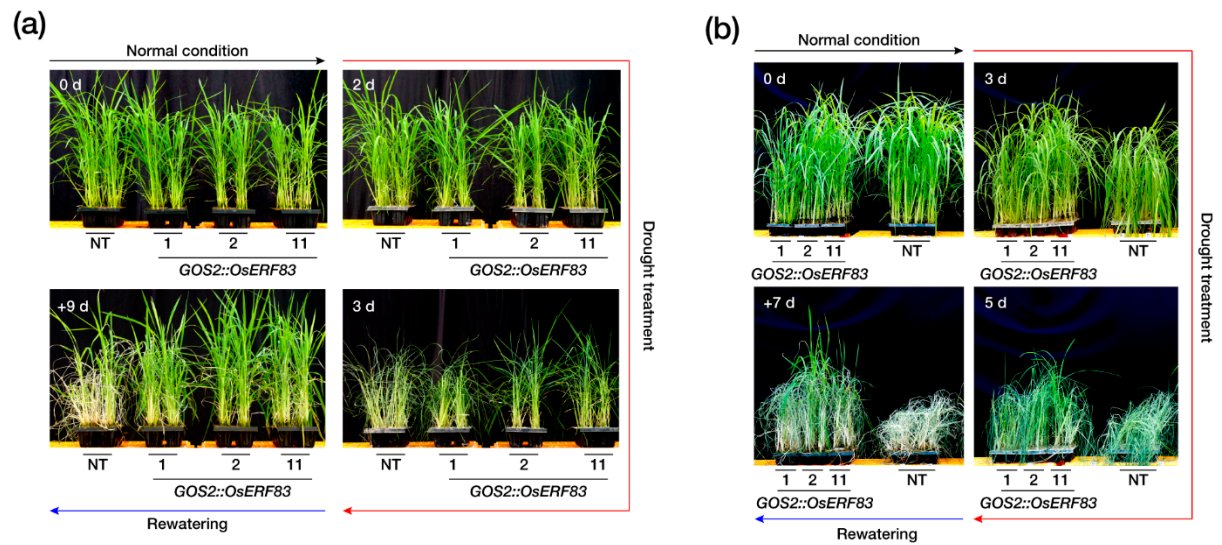 (a)
Normal condition
0 d
NT
1
2
11
GOS2::OsERF83
2 d
NT
1
2
11
GOS2::OsERF83
Drought treatment
+9 d
NT
1
2
11
GOS2::OsERF83
3 d
NT
1
2
11
GOS2::OsERF83
Rewatering
(b)
Normal condition
0 d
1
2
11
NT
GOS2::OsERF83
3 d
1
2
11
NT
GOS2::OsERF83
Drought treatment
+7 d
1
2
11
NT
GOS2::OsERF83
5 d
1
2
11
NT
GOS2::OsERF83
Rewatering